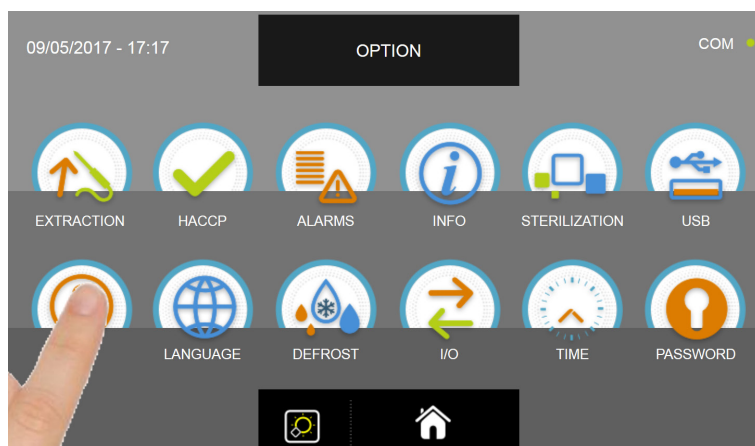 09/05/2017 - 17:17
OPTION
COM
EXTRACTION
HACCP
ALARMS
INFO
STERILIZATION
USB
LANGUAGE
DEFROST
I/O
TIME
PASSWORD